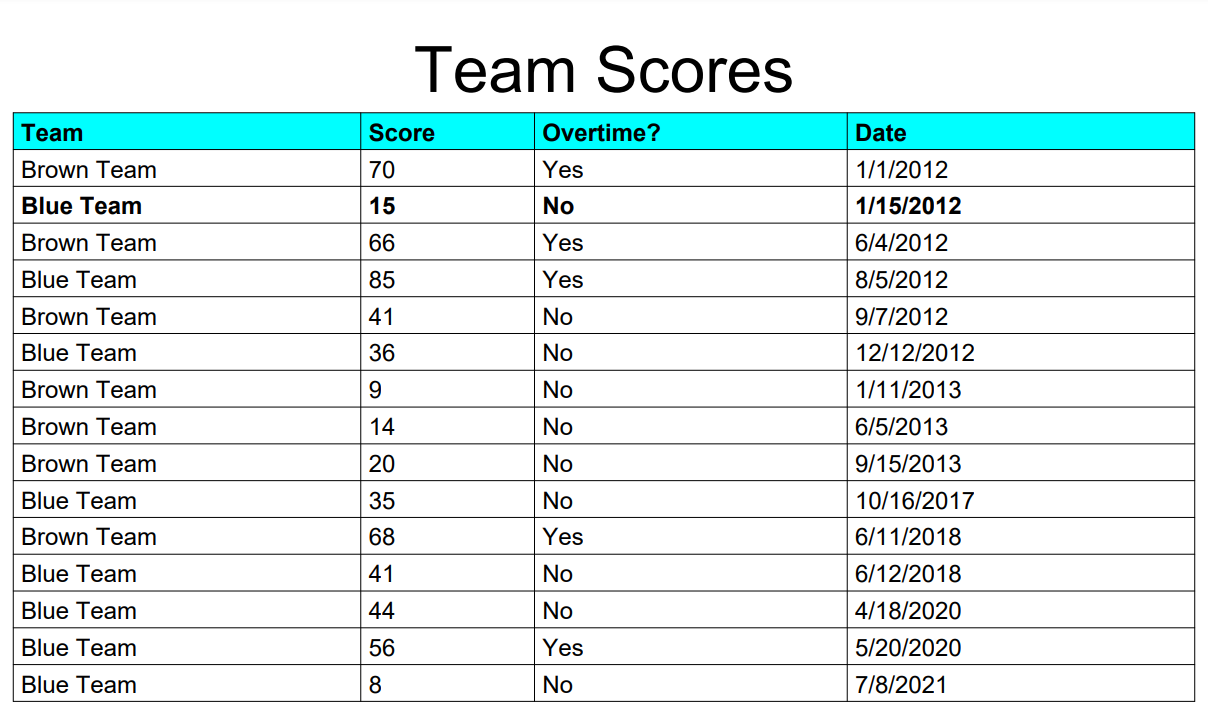 Team Scores
Team Score Overtime? Date
Brown Team 70 Yes 1/1/2012
Blue Team 15 No 1/15/2012
Brown Team 66 Yes 6/4/2012
Blue Team 85 Yes 8/5/2012
Brown Team 41 No 9/7/2012
Blue Team 36 No 12/12/2012
Brown Team 9 No 1/11/2013
Brown Team 14 No 6/5/2013
Brown Team 20 No 9/15/2013
Blue Team 35 No 10/16/2017
Brown Team 68 Yes 6/11/2018
Blue Team 41 No 6/12/2018
Blue Team 44 No 4/18/2020
Blue Team 56 Yes 5/20/2020
Blue Team 8 No 7/8/2021